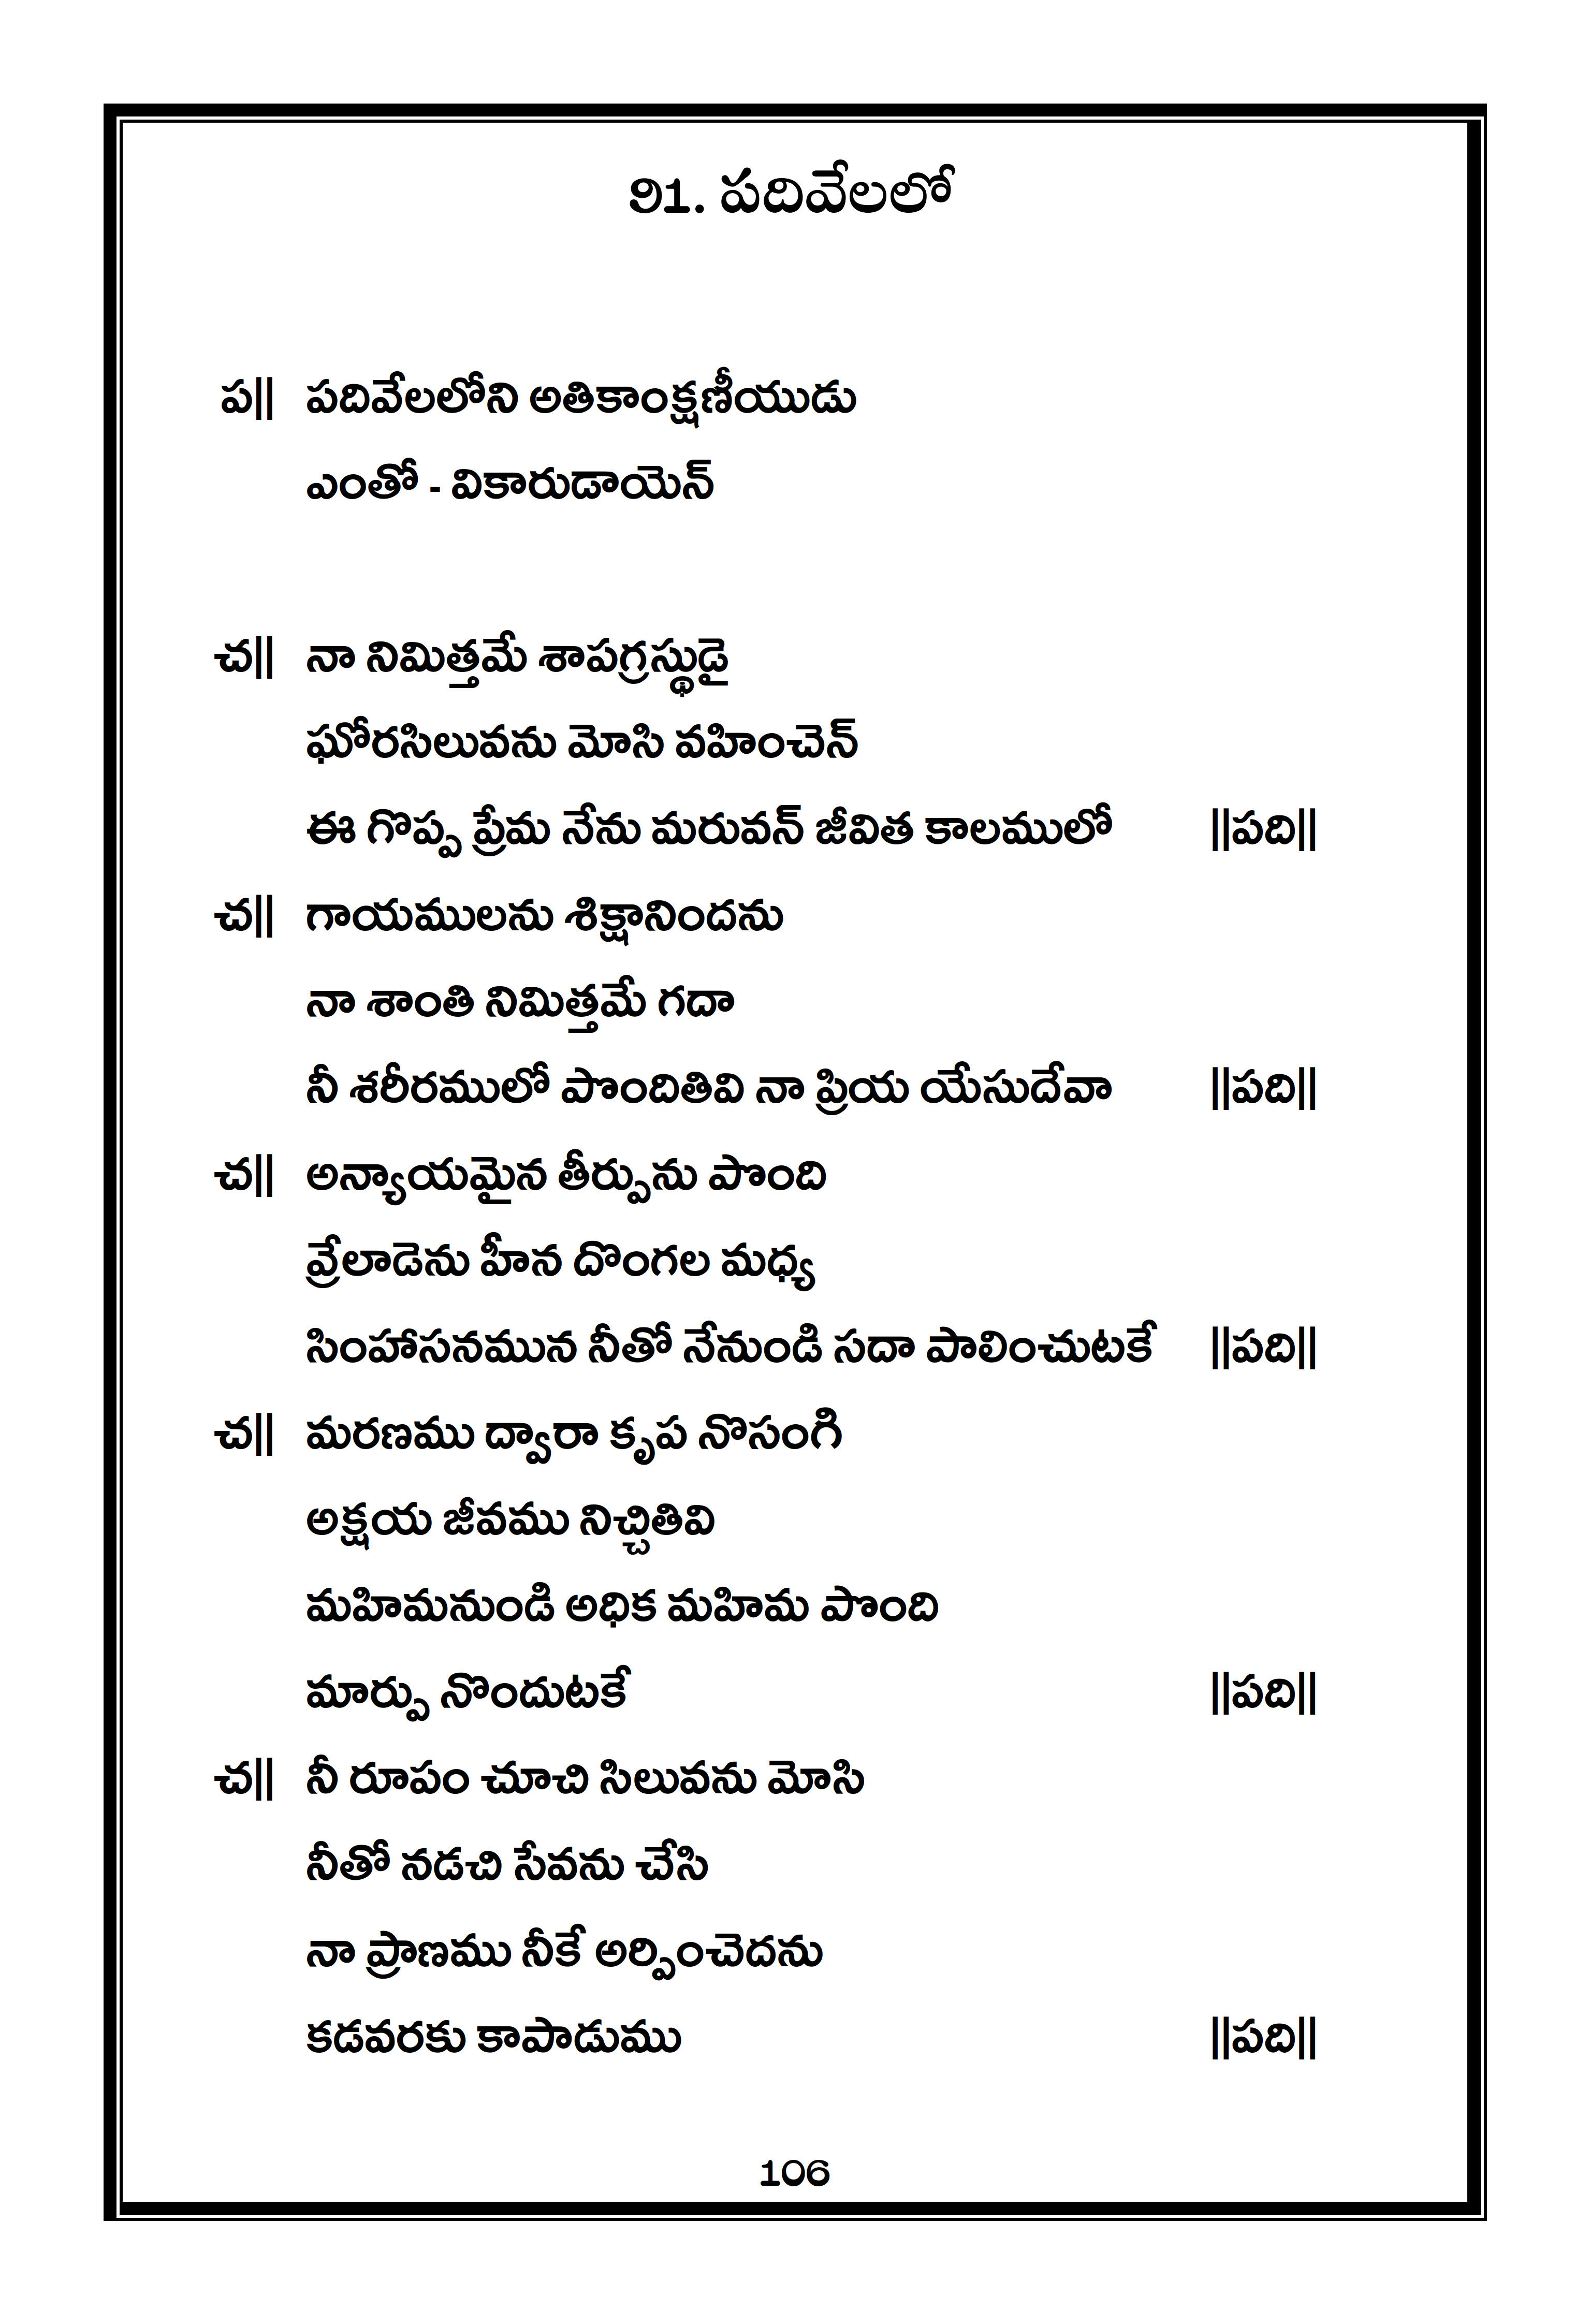 91. పదివేలలో
ప|| పదివేలలోని అతికాంక్షణీయుడు
ఎంతో - వికారుడాయెన్
చ|| నా నిమిత్తమే శాపగ్రస్థుడై
ఘోరసిలువను మోసి వహించెన్
ఈ గొప్ప ప్రేమ నేను మరువన్ జీవిత కాలములో ||పది||
చ|| గాయములను శిక్షానిందను
నా శాంతి నిమిత్తమే గదా
నీ శరీరములో పొందితివి నా ప్రియ యేసుదేవా ||పది||
చ|| అన్యాయమైన తీర్పును పొంది
వ్రేలాడెను హీన దొంగల మధ్య
సింహాసనమున నీతో నేనుండి సదా పాలించుటకే ||పది||
చ|| మరణము ద్వారా కృప నొసంగి
అక్షయ జీవము నిచ్చితివి
మహిమనుండి అధిక మహిమ పొంది
మార్పు నొందుటకే ||పది||
చ|| నీ రూపం చూచి సిలువను మోసి
నీతో నడచి సేవను చేసి
నా ప్రాణము నీకే అర్పించెదను
కడవరకు కాపాడుము ||పది||
106